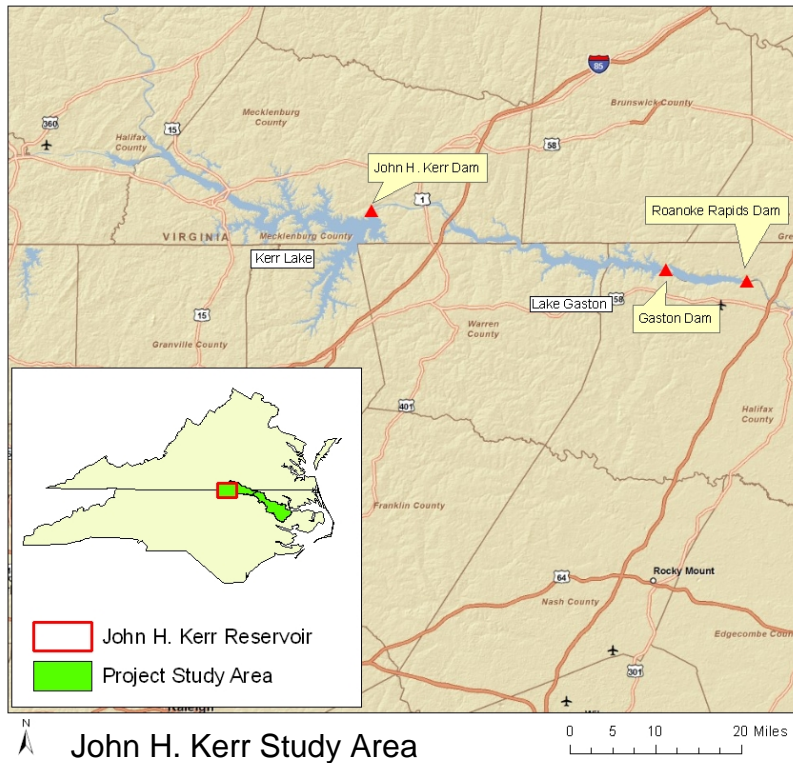 85
Mecklenburg
County
Brunswick County
360
15
Halifax
County
58
John H. Kerr Dam
1
Roanoke Rapids Dam
VIRGINIA
Mecklenburg County
Kerr Lake
Lake Gaston
58
Gaston Dam
15
Warren
County
Granville County
401
Halifax
County
Franklin County
64
Rocky Mount
Nash County
Edgecombe Coun
301
John H. Kerr Reservoir
Project Study Area
N
John H. Kerr Study Area
0 5 10 20 Miles